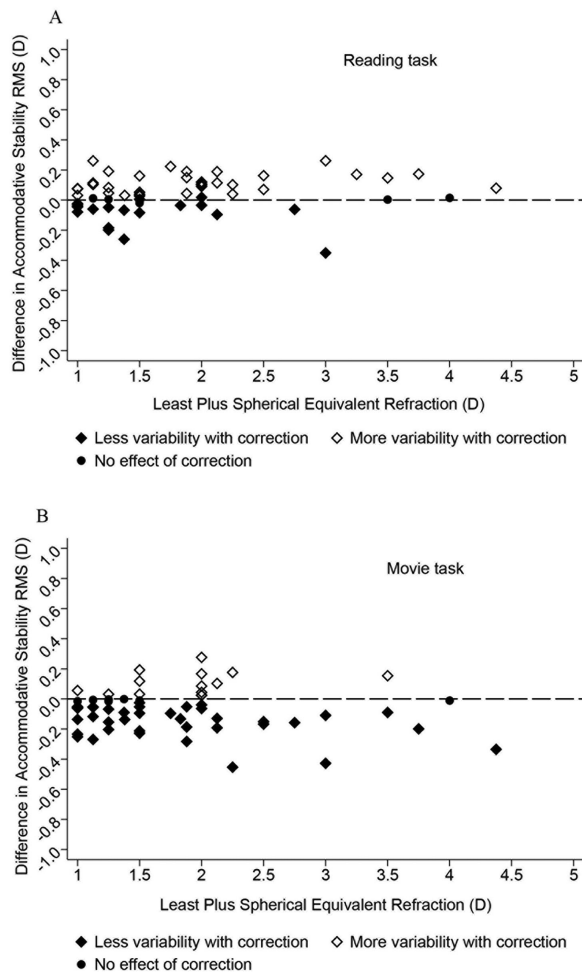 A
Difference in Accommodative Stability RMS (D)
1.0
0.8
0.6
0.4
0.2
0.0
-0.2
-0.4
-0.6
-0.8
-1.0
Reading task
1 1.5 2 2.5 3 3.5 4 4.5 5
Least Plus Spherical Equivalent Refraction (D)
Less variability with correction More variability with correction
No effect of correction
B
Difference in Accommodative Stability RMS (D)
1.0
0.8
0.6
0.4
0.2
0.0
-0.2
-0.4
-0.6
-0.8
-1.0
Movie task
1 1.5 2 2.5 3 3.5 4 4.5 5
Least Plus Spherical Equivalent Refraction (D)
Less variability with correction More variability with correction
No effect of correction